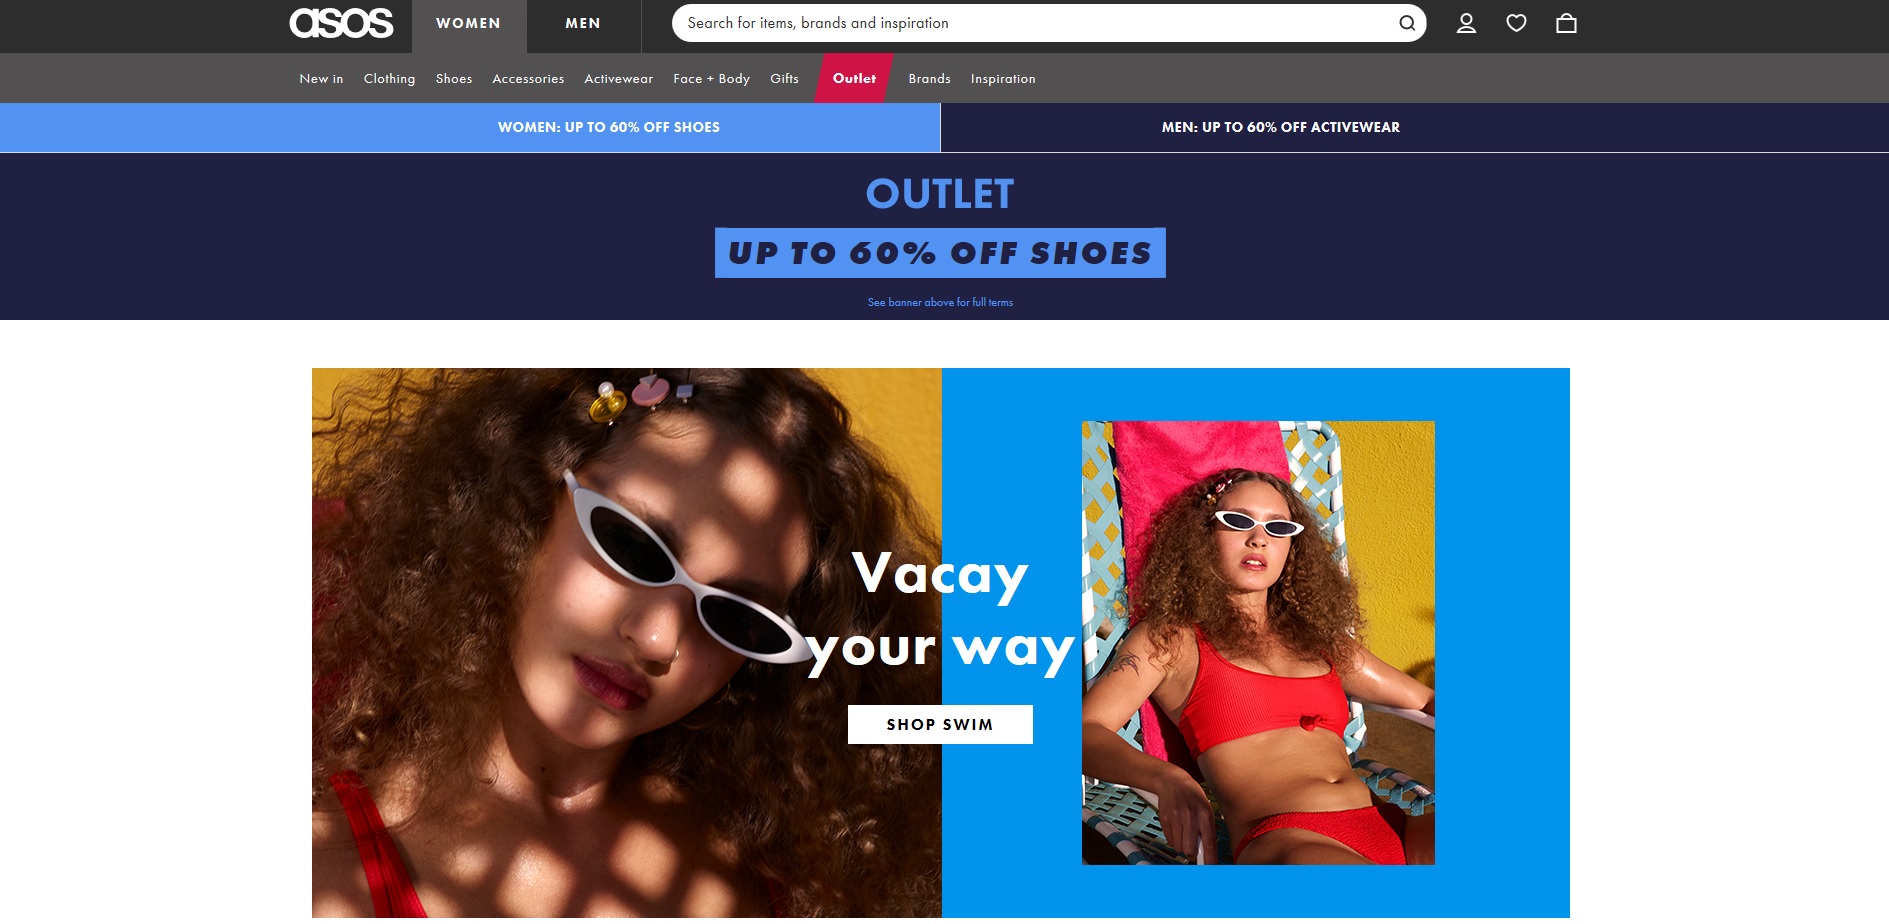 asos
WOMEN
MEN
Search for items, brands and inspiration
New in Clothing Shoes Accessories Activewear Face + Body Gifts Outlet Brands Inspiration
WOMEN: UP TO 60% OFF SHOES
MEN: UP TO 60% OFF ACTIVEWEAR
OUTLET
UP TO 60% OFF SHOES
See banner above for full terms
Vacay
your way
SHOP SWIM